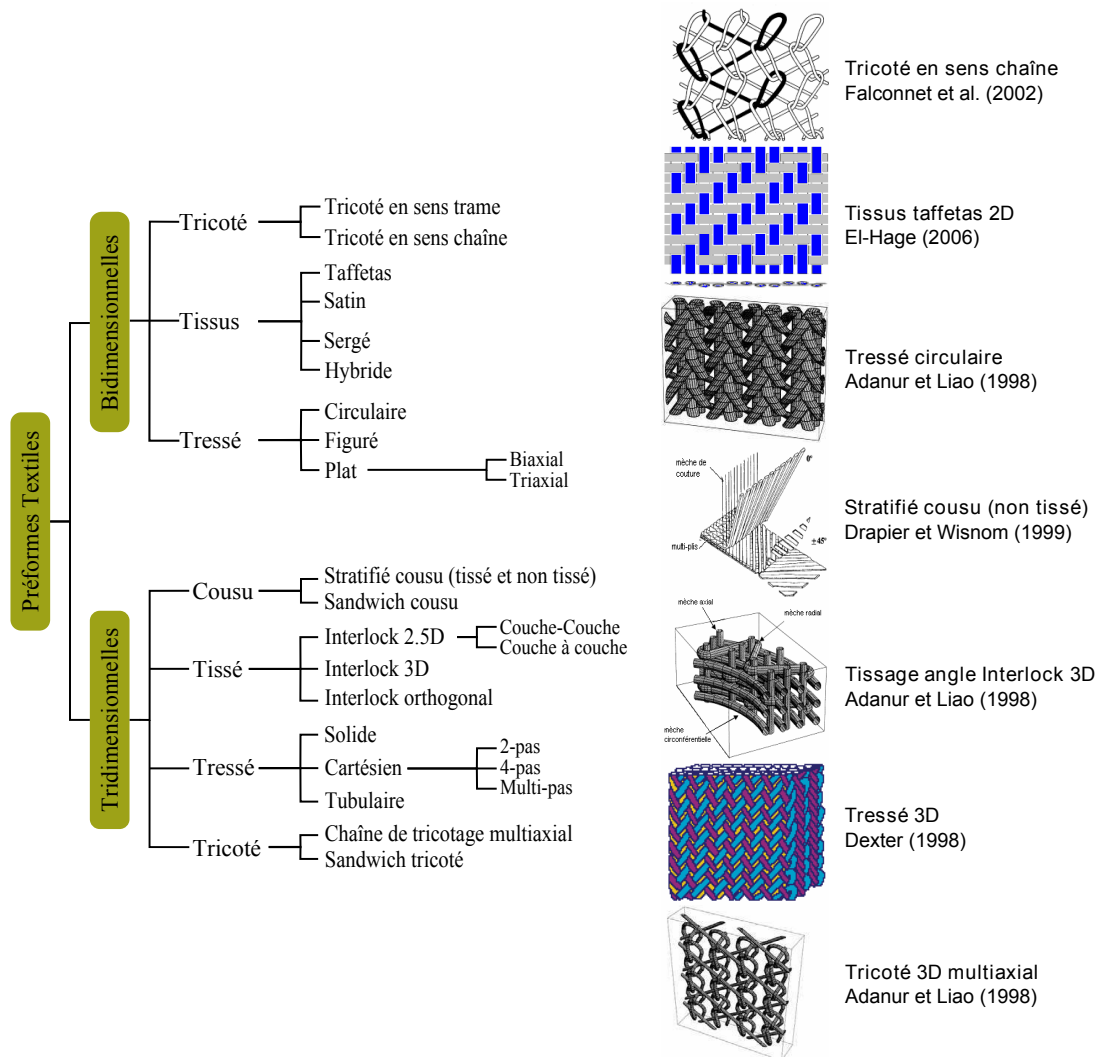 Préformes Textiles
Bidimensionnelles
Tricoté
Tricoté en sens trame
Tricoté en sens chaîne
Tissus
Taffetas
Satin
Sergé
Hybride
Tressé
Circulaire
Figuré
Plat
Biaxial
Triaxial
Tridimensionnelles
Cousu
Stratifié cousu (tissé et non tissé)
Sandwich cousu
Tissé
Interlock 2.5D
Couche-Couche
Couche à couche
Interlock 3D
Interlock orthogonal
Tressé
Solide
Cartésien
2-pas
4-pas
Multi-pas
Tubulaire
Tricoté
Chaîne de tricotage multiaxial
Sandwich tricoté
Tricoté en sens chaîne
Falconnet et al. (2002)
Tissus taffetas 2D
El-Hage (2006)
Tressé circulaire
Adanur et Liao (1998)
mèche de
couture
0°
multi-plis
±45°
Stratifié cousu (non tissé)
Drapier et Wisnom (1999)
mèche axial
mèche radial
mèche
circonférentielle
Tissage angle Interlock 3D
Adanur et Liao (1998)
Tressé 3D
Dexter (1998)
Tricoté 3D multiaxial
Adanur et Liao (1998)